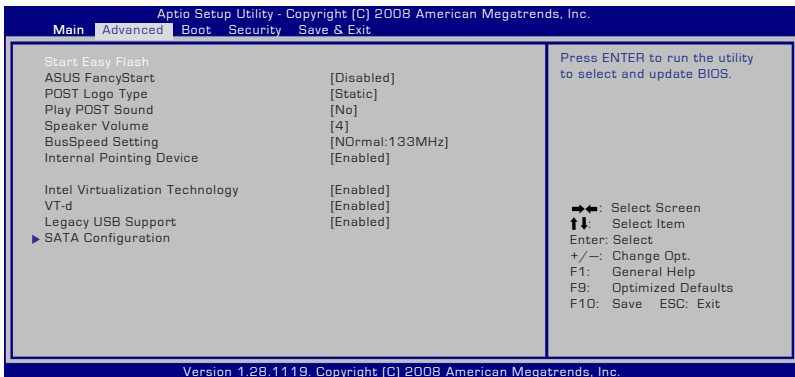 Aptio Setup Utility - Copyright (C) 2008 American Megatrends, Inc.
Main Advanced Boot Security Save & Exit
Start Easy Flash
ASUS FancyStart [Disabled]
POST Logo Type [Static]
Play POST Sound [No]
Speaker Volume [4]
BusSpeed Setting [NOrmal:133MHz]
Internal Pointing Device [Enabled]
Intel Virtualization Technology [Enabled]
VT-d [Enabled]
Legacy USB Support [Enabled]
SATA Configuration
Press ENTER to run the utility
to select and update BIOS.
→←: Select Screen
↑↓: Select Item
Enter: Select
+/—: Change Opt.
F1: General Help
F9: Optimized Defaults
F10: Save ESC: Exit
Version 1.28.1119. Copyright (C) 2008 American Megatrends, Inc.